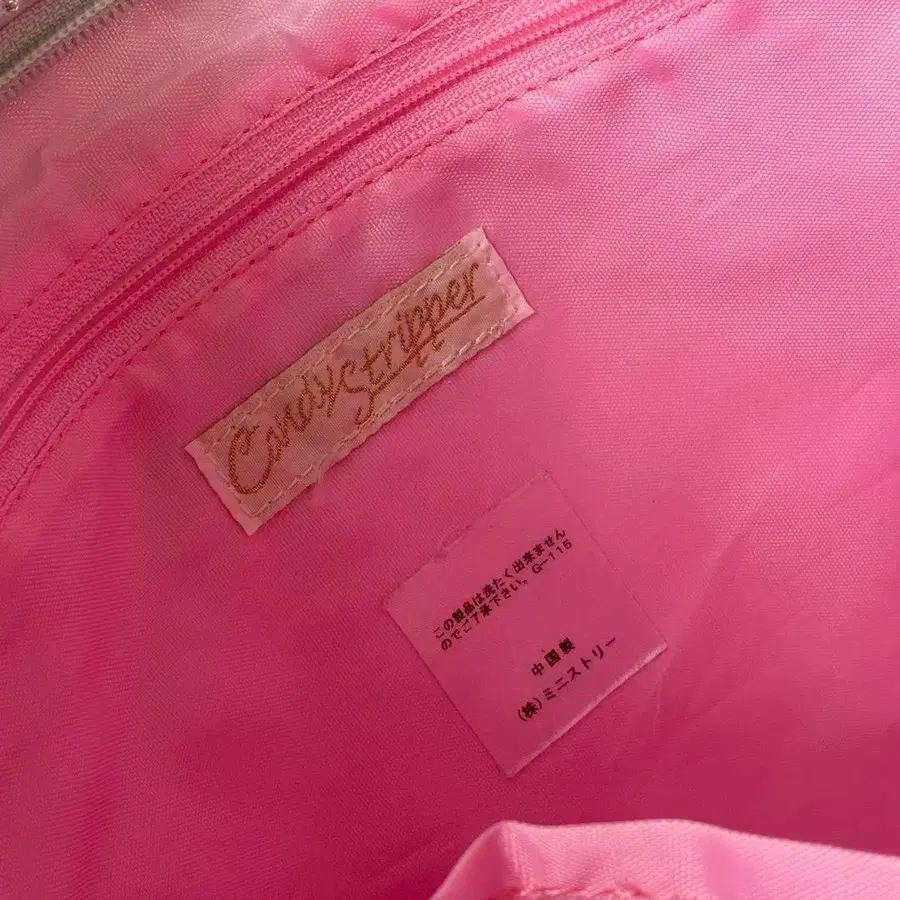 Candy Stripper
この製品は洗たく出来ません
のでご了承下さい。G-115
中国製
(株)ミニストリー